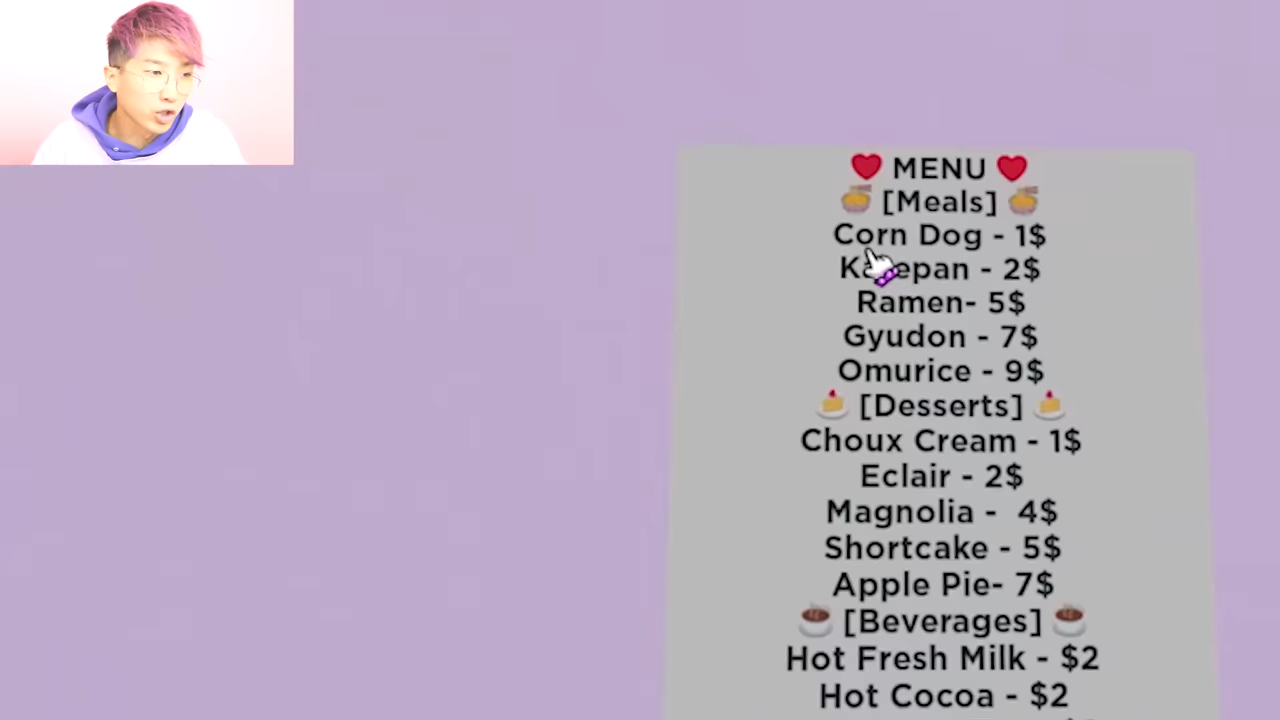 ❤️ MENU ❤️
🍜 [Meals] 🍜
Corn Dog - 1$
- 2$
Ramen- 5$
Gyudon - 7$
Omurice - 9$
🍰 [Desserts] 🍰
Choux Cream - 1$
Eclair - 2$
Magnolia -  4$
Shortcake - 5$
Apple Pie- 7$
☕ [Beverages] ☕
Hot Fresh Milk - $2
Hot Cocoa - $2